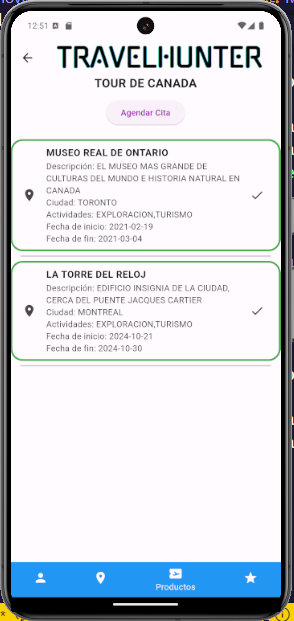 12:51
TRAVELHUNTER
TOUR DE CANADA
Agendar Cita
MUSEO REAL DE ONTARIO
Descripción: EL MUSEO MAS GRANDE DE
CULTURAS DEL MUNDO E HISTORIA NATURAL EN
CANADA
Ciudad: TORONTO
Actividades: EXPLORACION,TURISMO
Fecha de inicio: 2021-02-19
Fecha de fin: 2021-03-04
LA TORRE DEL RELOJ
Descripción: EDIFICIO INSIGNIA DE LA CIUDAD,
CERCA DEL PUENTE JACQUES CARTIER
Ciudad: MONTREAL
Actividades: EXPLORACION,TURISMO
Fecha de inicio: 2024-10-21
Fecha de fin: 2024-10-30
Productos